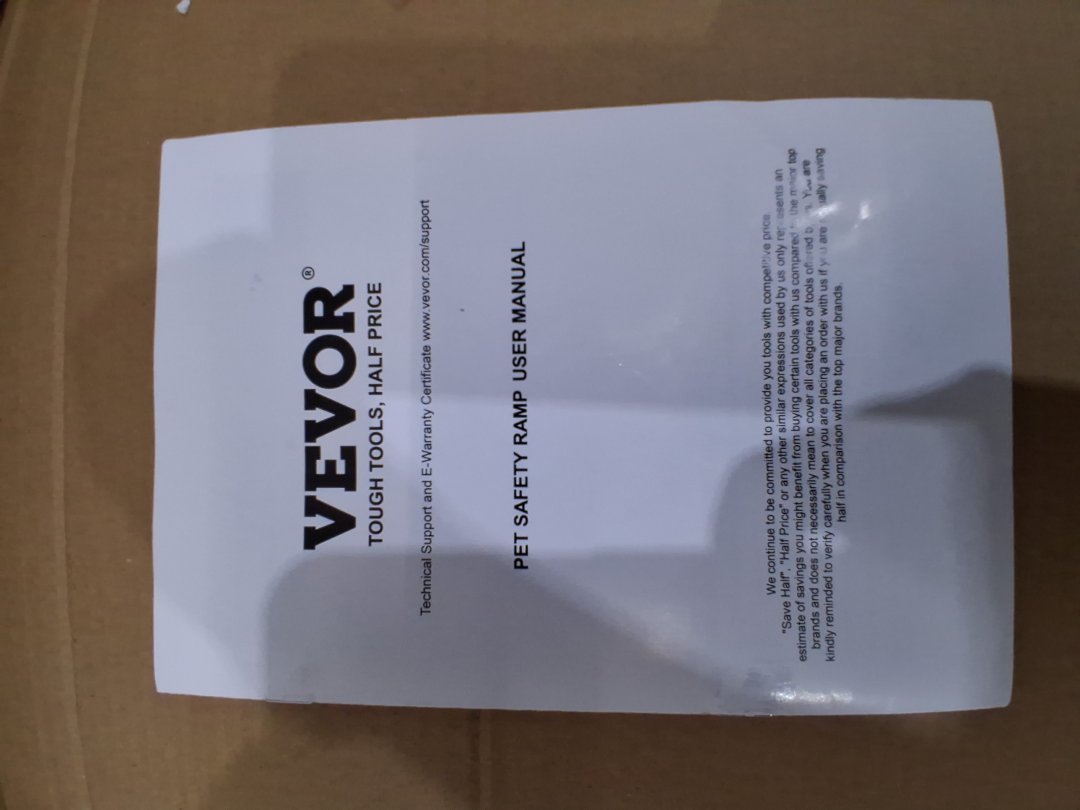 VEVOR®
TOUGH TOOLS, HALF PRICE
Technical Support and E-Warranty Certificate www.vevor.com/support
PET SAFETY RAMP USER MANUAL
We continue to be committed to provide you tools with competitive price.
"Save Half", "Half Price" or any other similar expressions used by us only represents an
estimate of savings you might benefit from buying certain tools with us compared to the major top
brands and does not necessarily mean to cover all categories of tools offered by You are
kindly reminded to verify carefully when you are placing an order with us if you are saving
half in comparison with the top major brands.